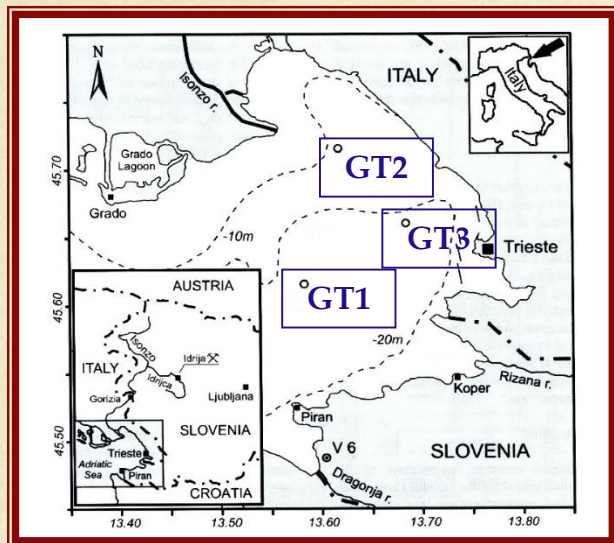 N
ITALY
Isonzo r.
Italy
Grado
Lagoon
Grado
GT2
-10m
GT3
Trieste
GT1
-20m
AUSTRIA
Isonzo
Idrija
Idrijca
ITALY
Ljubljana
Gorizia
SLOVENIA
Trieste
Adriatic
Sea
Piran
CROATIA
Koper
Rizana r.
Piran
V 6
SLOVENIA
Dragonja r.
45.70
45.60
45.50
13.40
13.50
13.60
13.70
13.80